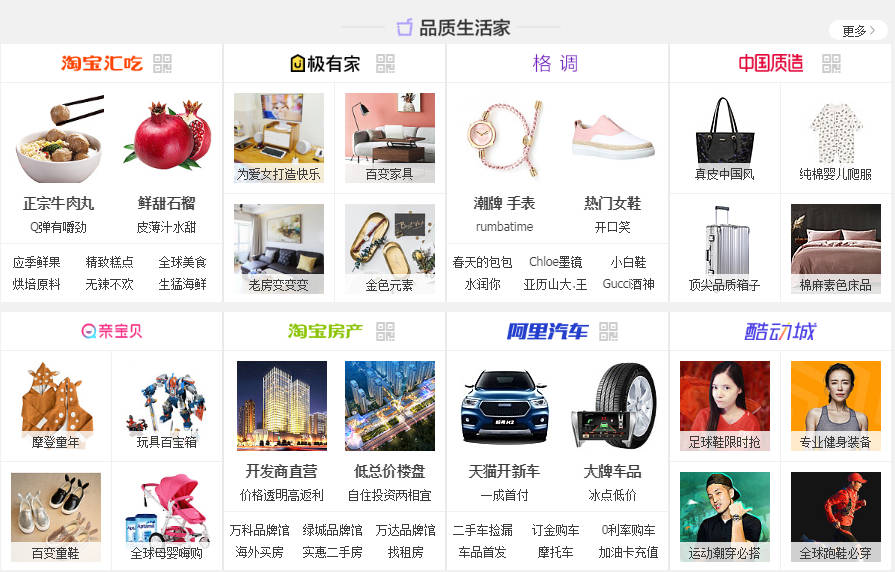 品质生活家
更多
淘宝汇吃
正宗牛肉丸
鲜甜石榴
Q弹有嚼劲
皮薄汁水甜
应季鲜果 精致糕点 全球美食
烘培原料 无辣不欢 生猛海鲜
极有家
为爱女打造快乐
百变家具
老房变变变
金色元素
格调
潮牌 手表
热门女鞋
rumbatime
开口笑
春天的包包 Chloe墨镜 小白鞋
水润你 亚历山大.王 Gucci酒神
中国质造
真皮中国风
纯棉婴儿爬服
顶尖品质箱子
棉麻素色床品
亲宝贝
摩登童年
玩具百宝箱
百变童鞋
全球母婴嗨购
淘宝房产
开发商直营
低总价楼盘
价格透明高返利
自住投资两相宜
万科品牌馆 绿城品牌馆 万达品牌馆
海外买房 实惠二手房 找租房
阿里汽车
天猫开新车
大牌车品
一成首付
冰点低价
二手车捡漏 订金购车 0利率购车
车品首发 摩托车 加油卡充值
酷动城
足球鞋限时抢
专业健身装备
运动潮穿必搭
全球跑鞋必穿